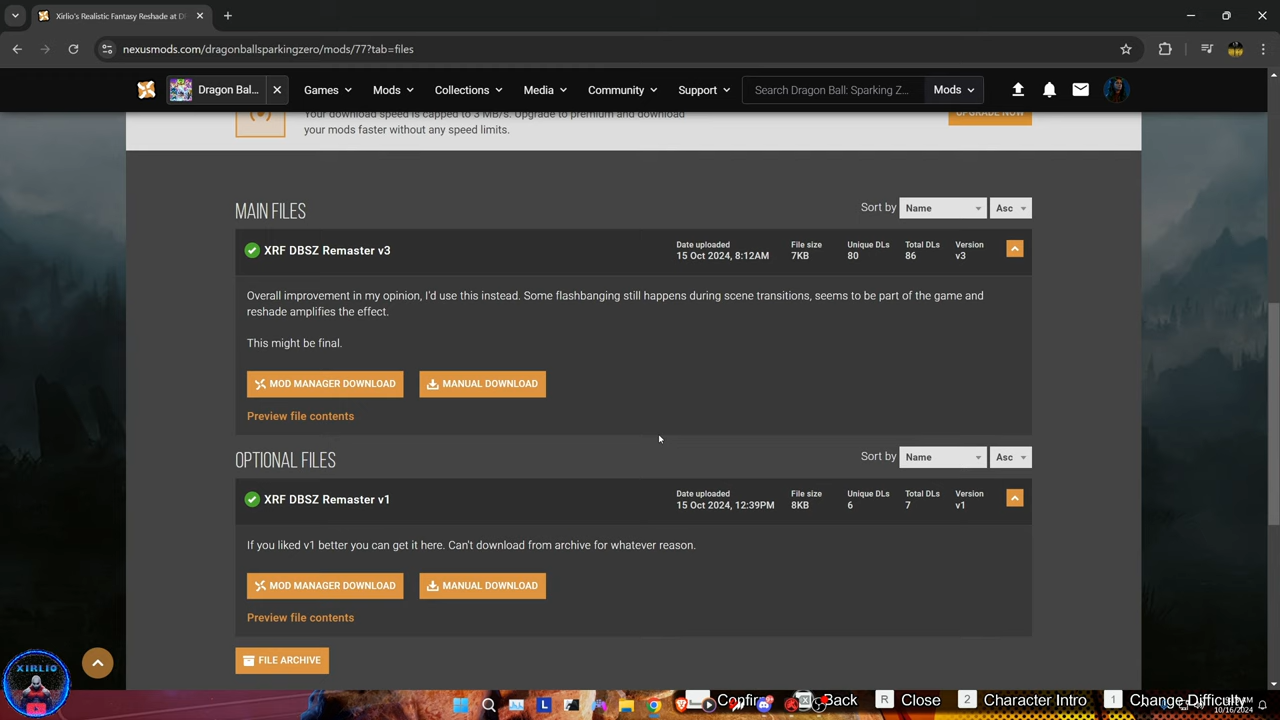 Xirlio's Realistic Fantasy Reshade at D
nexusmods.com/dragonballsparkingzero/mods/77?tab=files
Dragon Bal...
Games
Mods
Collections
Media
Community
Support
Search Dragon Ball: Sparking Z...
Mods
Your download speed is capped to 3 MB/s. Upgrade to premium and download
your mods faster without any speed limits.
UPGRADE NOW
MAIN FILES
Sort by
Name
Asc
XRF DBSZ Remaster v3
Date uploaded
15 Oct 2024, 8:12AM
File size
7KB
Unique DLs
80
Total DLs
86
Version
v3
Overall improvement in my opinion, I'd use this instead. Some flashbanging still happens during scene transitions, seems to be part of the game and
reshade amplifies the effect.
This might be final.
MOD MANAGER DOWNLOAD
MANUAL DOWNLOAD
Preview file contents
OPTIONAL FILES
Sort by
Name
Asc
XRF DBSZ Remaster v1
Date uploaded
15 Oct 2024, 12:39PM
File size
8KB
Unique DLs
6
Total DLs
7
Version
v1
If you liked v1 better you can get it here. Can't download from archive for whatever reason.
MOD MANAGER DOWNLOAD
MANUAL DOWNLOAD
Preview file contents
FILE ARCHIVE
XIRLIO
Confirm
Back
R
Close
2
Character Intro
1
Change Difficulty
10/16/2024